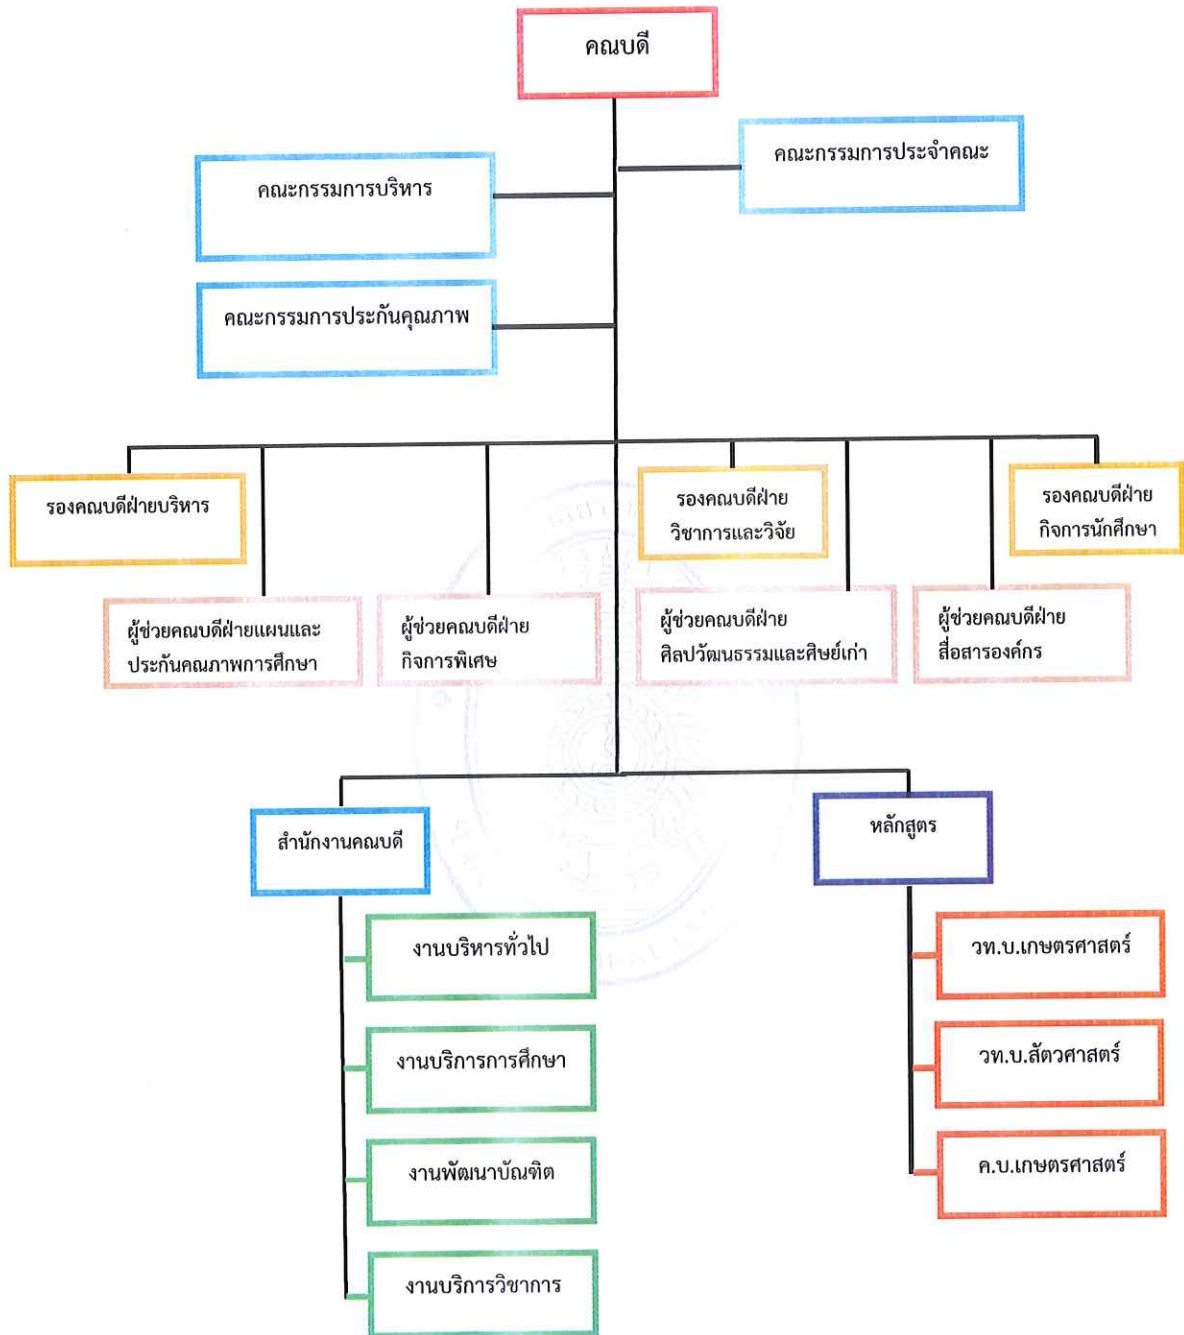 คณบดี
คณะกรรมการประจำคณะ
คณะกรรมการบริหาร
คณะกรรมการประกันคุณภาพ
รองคณบดีฝ่ายบริหาร
รองคณบดีฝ่าย
วิชาการและวิจัย
รองคณบดีฝ่าย
กิจการนักศึกษา
ผู้ช่วยคณบดีฝ่ายแผนและ
ประกันคุณภาพการศึกษา
ผู้ช่วยคณบดีฝ่าย
กิจการพิเศษ
ผู้ช่วยคณบดีฝ่าย
ศิลปวัฒนธรรมและศิษย์เก่า
ผู้ช่วยคณบดีฝ่าย
สื่อสารองค์กร
สำนักงานคณบดี
หลักสูตร
งานบริหารทั่วไป
งานบริการการศึกษา
งานพัฒนาบัณฑิต
งานบริการวิชาการ
วท.บ.เกษตรศาสตร์
วท.บ.สัตวศาสตร์
ค.บ.เกษตรศาสตร์